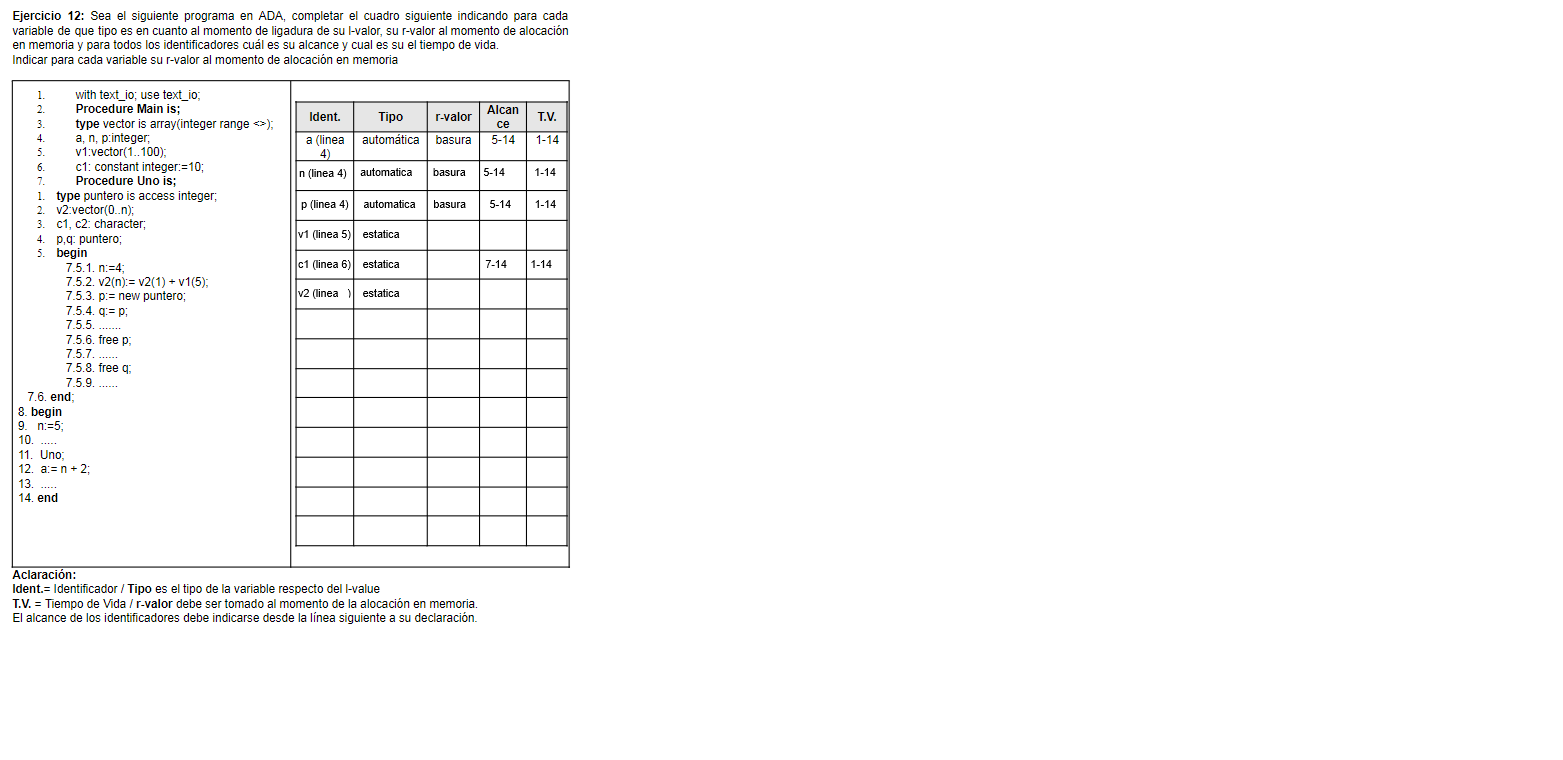 Ejercicio 12: Sea el siguiente programa en ADA, completar el cuadro siguiente indicando para cada
variable de que tipo es en cuanto al momento de ligadura de su l-valor, su r-valor al momento de alocación
en memoria y para todos los identificadores cuál es su alcance y cual es su el tiempo de vida.
Indicar para cada variable su r-valor al momento de alocación en memoria
1. with text_io; use text_io;
2. Procedure Main is;
3. type vector is array(integer range <>);
4. a, n, p:integer;
5. v1:vector(1..100);
6. c1: constant integer:=10;
7. Procedure Uno is;
1. type puntero is access integer;
2. v2:vector(0..n);
3. c1, c2: character;
4. p,q: puntero;
5. begin
7.5.1. n:=4;
7.5.2. v2(n):= v2(1) + v1(5);
7.5.3. p:= new puntero;
7.5.4. q:= p;
7.5.5. .......
7.5.6. free p;
7.5.7. ......
7.5.8. free q;
7.5.9. ......
7.6. end;
8. begin
9. n:=5;
10. .....
11. Uno;
12. a:= n + 2;
13. .....
14. end
Ident. Tipo r-valor Alcan T.V.
ce
a (linea automática basura 5-14 1-14
4)
n (linea 4) automatica basura 5-14 1-14
p (linea 4) automatica basura 5-14 1-14
v1 (linea 5) estatica
c1 (linea 6) estatica 7-14 1-14
v2 (linea ) estatica
Aclaración:
Ident.= Identificador / Tipo es el tipo de la variable respecto del l-value
T.V. = Tiempo de Vida / r-valor debe ser tomado al momento de la alocación en memoria.
El alcance de los identificadores debe indicarse desde la línea siguiente a su declaración.